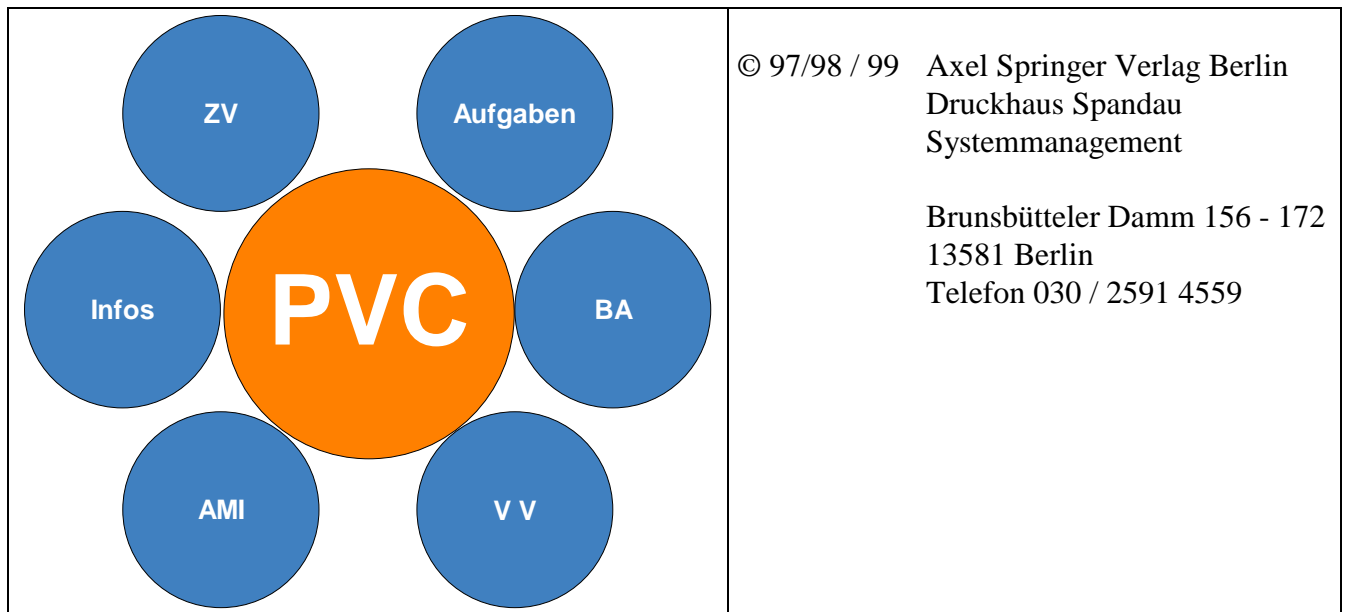 ZV
Aufgaben
Infos
PVC
BA
AMI
V V
© 97/98 / 99 Axel Springer Verlag Berlin
Druckhaus Spandau
Systemmanagement
Brunsbütteler Damm 156 - 172
13581 Berlin
Telefon 030 / 2591 4559